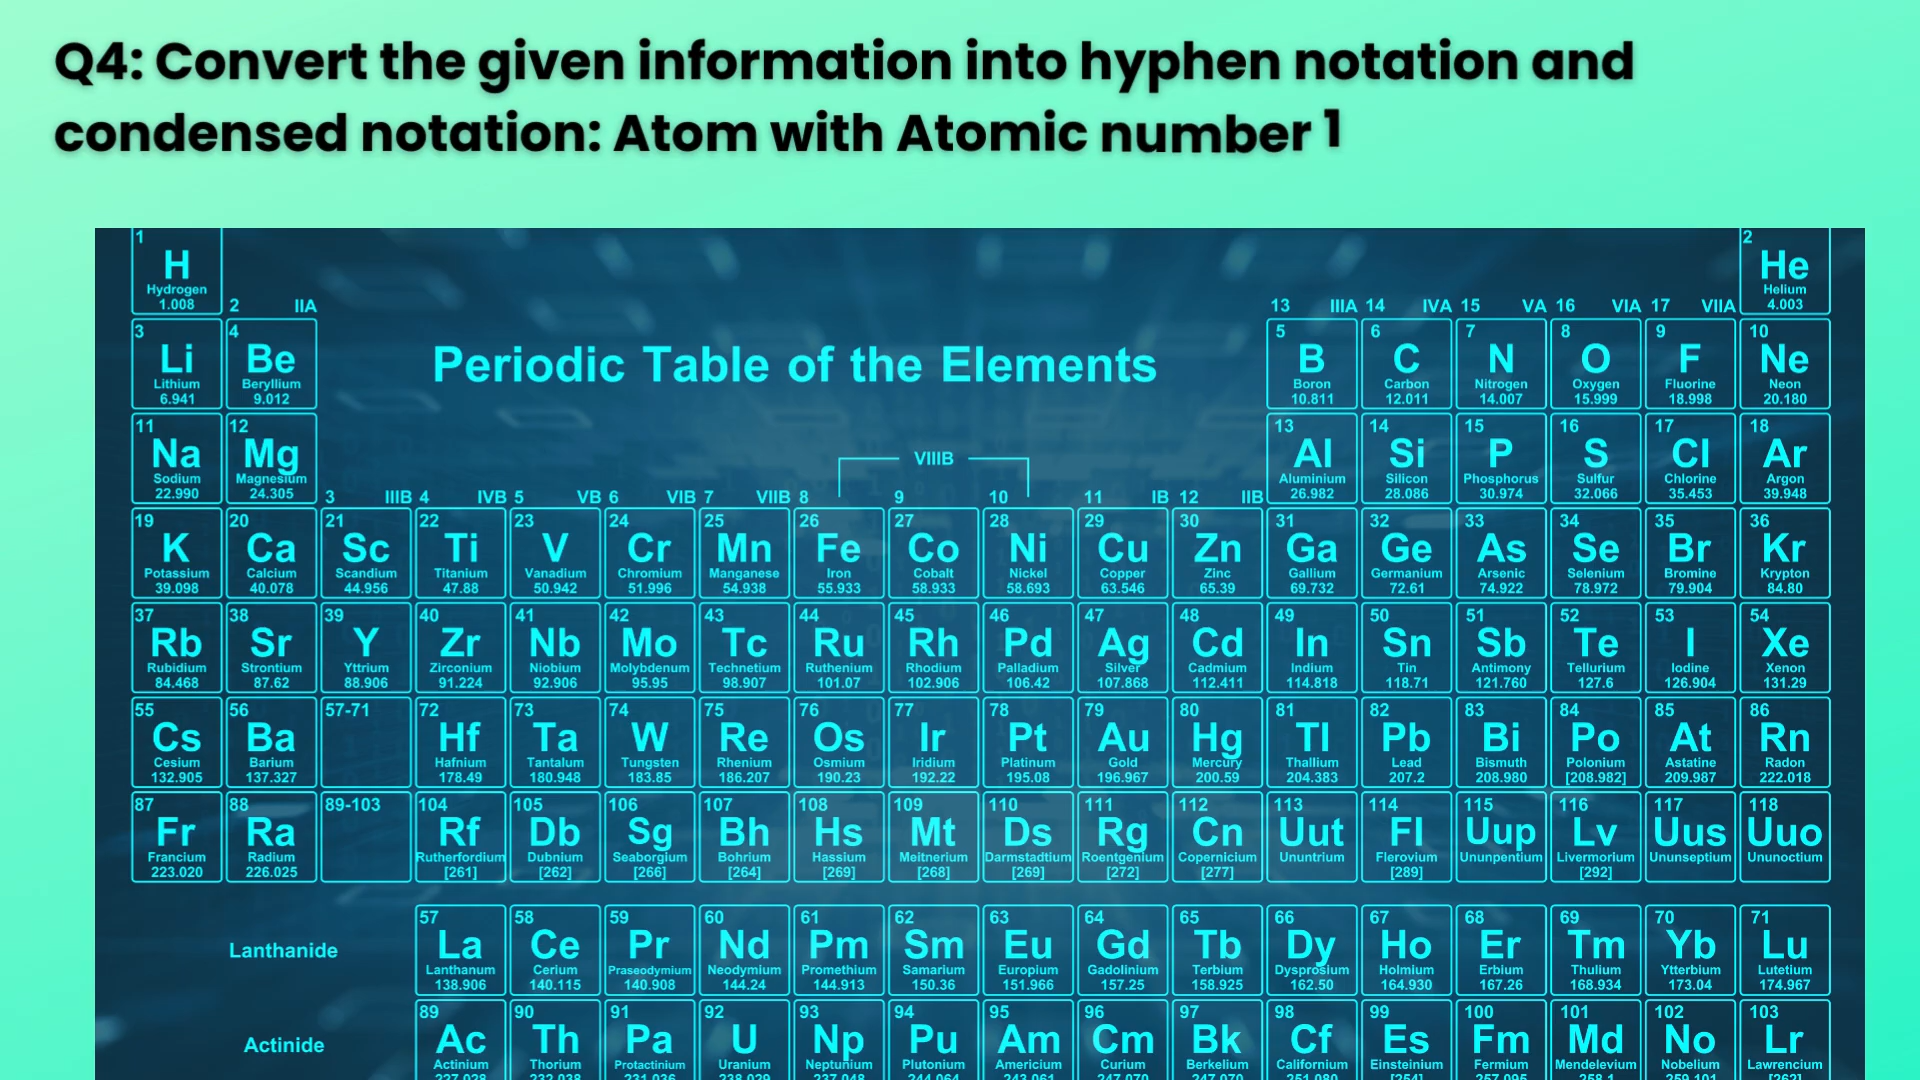 Q4: Convert the given information into hyphen notation and
condensed notation: Atom with Atomic number 1
1 2
H He
Hydrogen Helium
1.008 2 IIA 13 IIIA 14 IVA 15 VA 16 VIA 17 VIIA 4.003
3 4 5 6 7 8 9 10
Li Be Periodic Table of the Elements B C N O F Ne
Lithium Beryllium Boron Carbon Nitrogen Oxygen Fluorine Neon
6.941 9.012 10.811 12.011 14.007 15.999 18.998 20.180
11 12 13 14 15 16 17 18
Na Mg VIIIB Al Si P S Cl Ar
Sodium Magnesium Aluminium Silicon Phosphorus Sulfur Chlorine Argon
22.990 24.305 3 IIIB 4 IVB 5 VB 6 VIB 7 VIIB 8 9 10 11 IB 12 IIB 26.982 28.086 30.974 32.066 35.453 39.948
19 20 21 22 23 24 25 26 27 28 29 30 31 32 33 34 35 36
K Ca Sc Ti V Cr Mn Fe Co Ni Cu Zn Ga Ge As Se Br Kr
Potassium Calcium Scandium Titanium Vanadium Chromium Manganese Iron Cobalt Nickel Copper Zinc Gallium Germanium Arsenic Selenium Bromine Krypton
39.098 40.078 44.956 47.88 50.942 51.996 54.938 55.933 58.933 58.693 63.546 65.39 69.732 72.61 74.922 78.972 79.904 84.80
37 38 39 40 41 42 43 44 45 46 47 48 49 50 51 52 53 54
Rb Sr Y Zr Nb Mo Tc Ru Rh Pd Ag Cd In Sn Sb Te I Xe
Rubidium Strontium Yttrium Zirconium Niobium Molybdenum Technetium Ruthenium Rhodium Palladium Silver Cadmium Indium Tin Antimony Tellurium Iodine Xenon
84.468 87.62 88.906 91.224 92.906 95.95 98.907 101.07 102.906 106.42 107.868 112.411 114.818 118.71 121.760 127.6 126.904 131.29
55 56 57-71 72 73 74 75 76 77 78 79 80 81 82 83 84 85 86
Cs Ba Hf Ta W Re Os Ir Pt Au Hg Tl Pb Bi Po At Rn
Cesium Barium Hafnium Tantalum Tungsten Rhenium Osmium Iridium Platinum Gold Mercury Thallium Lead Bismuth Polonium Astatine Radon
132.905 137.327 178.49 180.948 183.85 186.207 190.23 192.22 195.08 196.967 200.59 204.383 207.2 208.980 [208.982] 209.987 222.018
87 88 89-103 104 105 106 107 108 109 110 111 112 113 114 115 116 117 118
Fr Ra Rf Db Sg Bh Hs Mt Ds Rg Cn Uut Fl Uup Lv Uus Uuo
Francium Radium Rutherfordium Dubnium Seaborgium Bohrium Hassium Meitnerium Darmstadtium Roentgenium Copernicium Ununtrium Flerovium Ununpentium Livermorium Ununseptium Ununoctium
223.020 226.025 [261] [262] [266] [264] [269] [268] [269] [272] [277] [289] [292]
57 58 59 60 61 62 63 64 65 66 67 68 69 70 71
Lanthanide La Ce Pr Nd Pm Sm Eu Gd Tb Dy Ho Er Tm Yb Lu
Lanthanum Cerium Praseodymium Neodymium Promethium Samarium Europium Gadolinium Terbium Dysprosium Holmium Erbium Thulium Ytterbium Lutetium
138.906 140.115 140.908 144.24 144.913 150.36 151.966 157.25 158.925 162.50 164.930 167.26 168.934 173.04 174.967
89 90 91 92 93 94 95 96 97 98 99 100 101 102 103
Actinide Ac Th Pa U Np Pu Am Cm Bk Cf Es Fm Md No Lr
Actinium Thorium Protactinium Uranium Neptunium Plutonium Americium Curium Berkelium Californium Einsteinium Fermium Mendelevium Nobelium Lawrencium